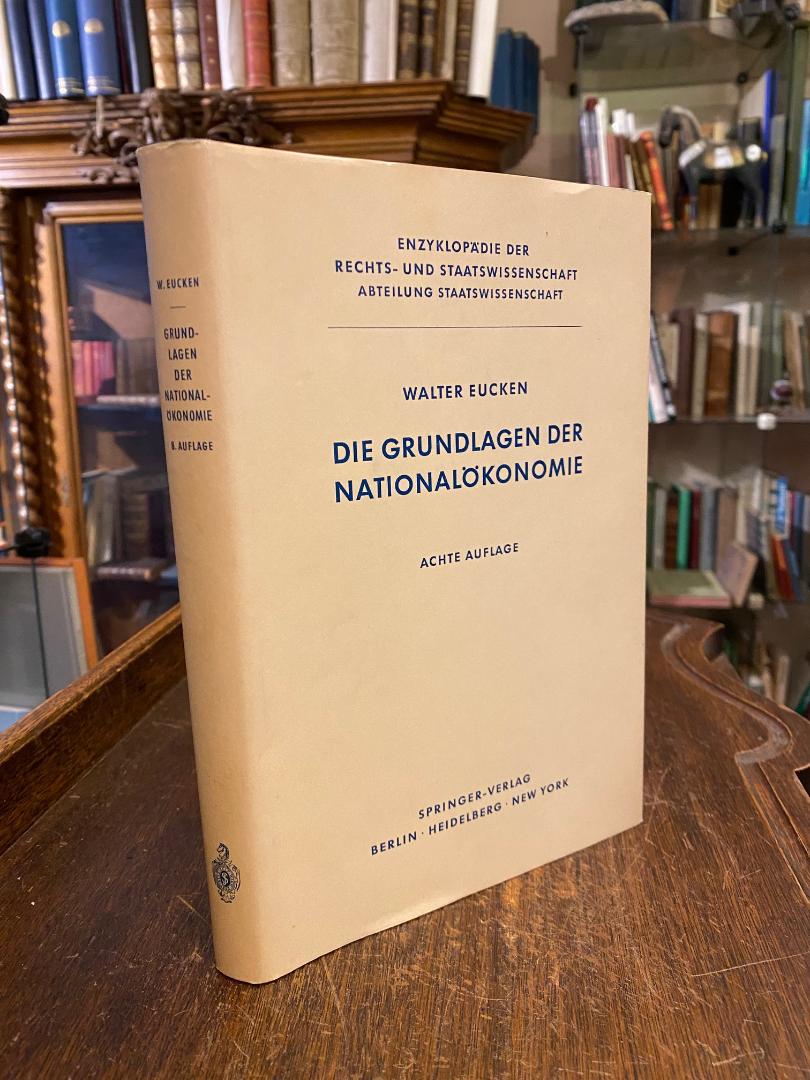 W. EUCKEN
GRUND-
LAGEN
DER
NATIONAL-
ÖKONOMIE
8. AUFLAGE
ENZYKLOPÄDIE DER
RECHTS- UND STAATSWISSENSCHAFT
ABTEILUNG STAATSWISSENSCHAFT
WALTER EUCKEN
DIE GRUNDLAGEN DER
NATIONALÖKONOMIE
ACHTE AUFLAGE
SPRINGER-VERLAG
BERLIN · HEIDELBERG · NEW YORK